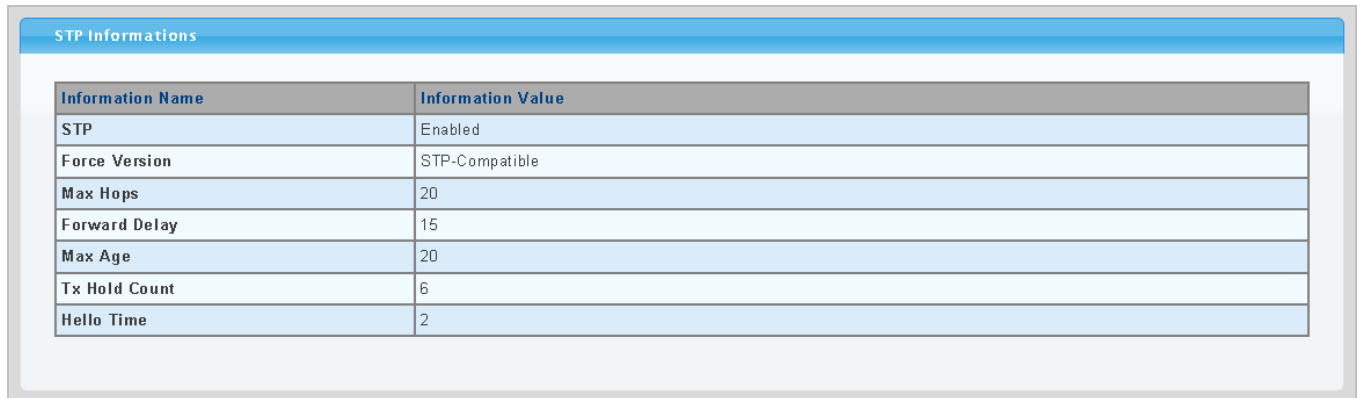 STP Informations
Information Name Information Value
STP Enabled
Force Version STP-Compatible
Max Hops 20
Forward Delay 15
Max Age 20
Tx Hold Count 6
Hello Time 2